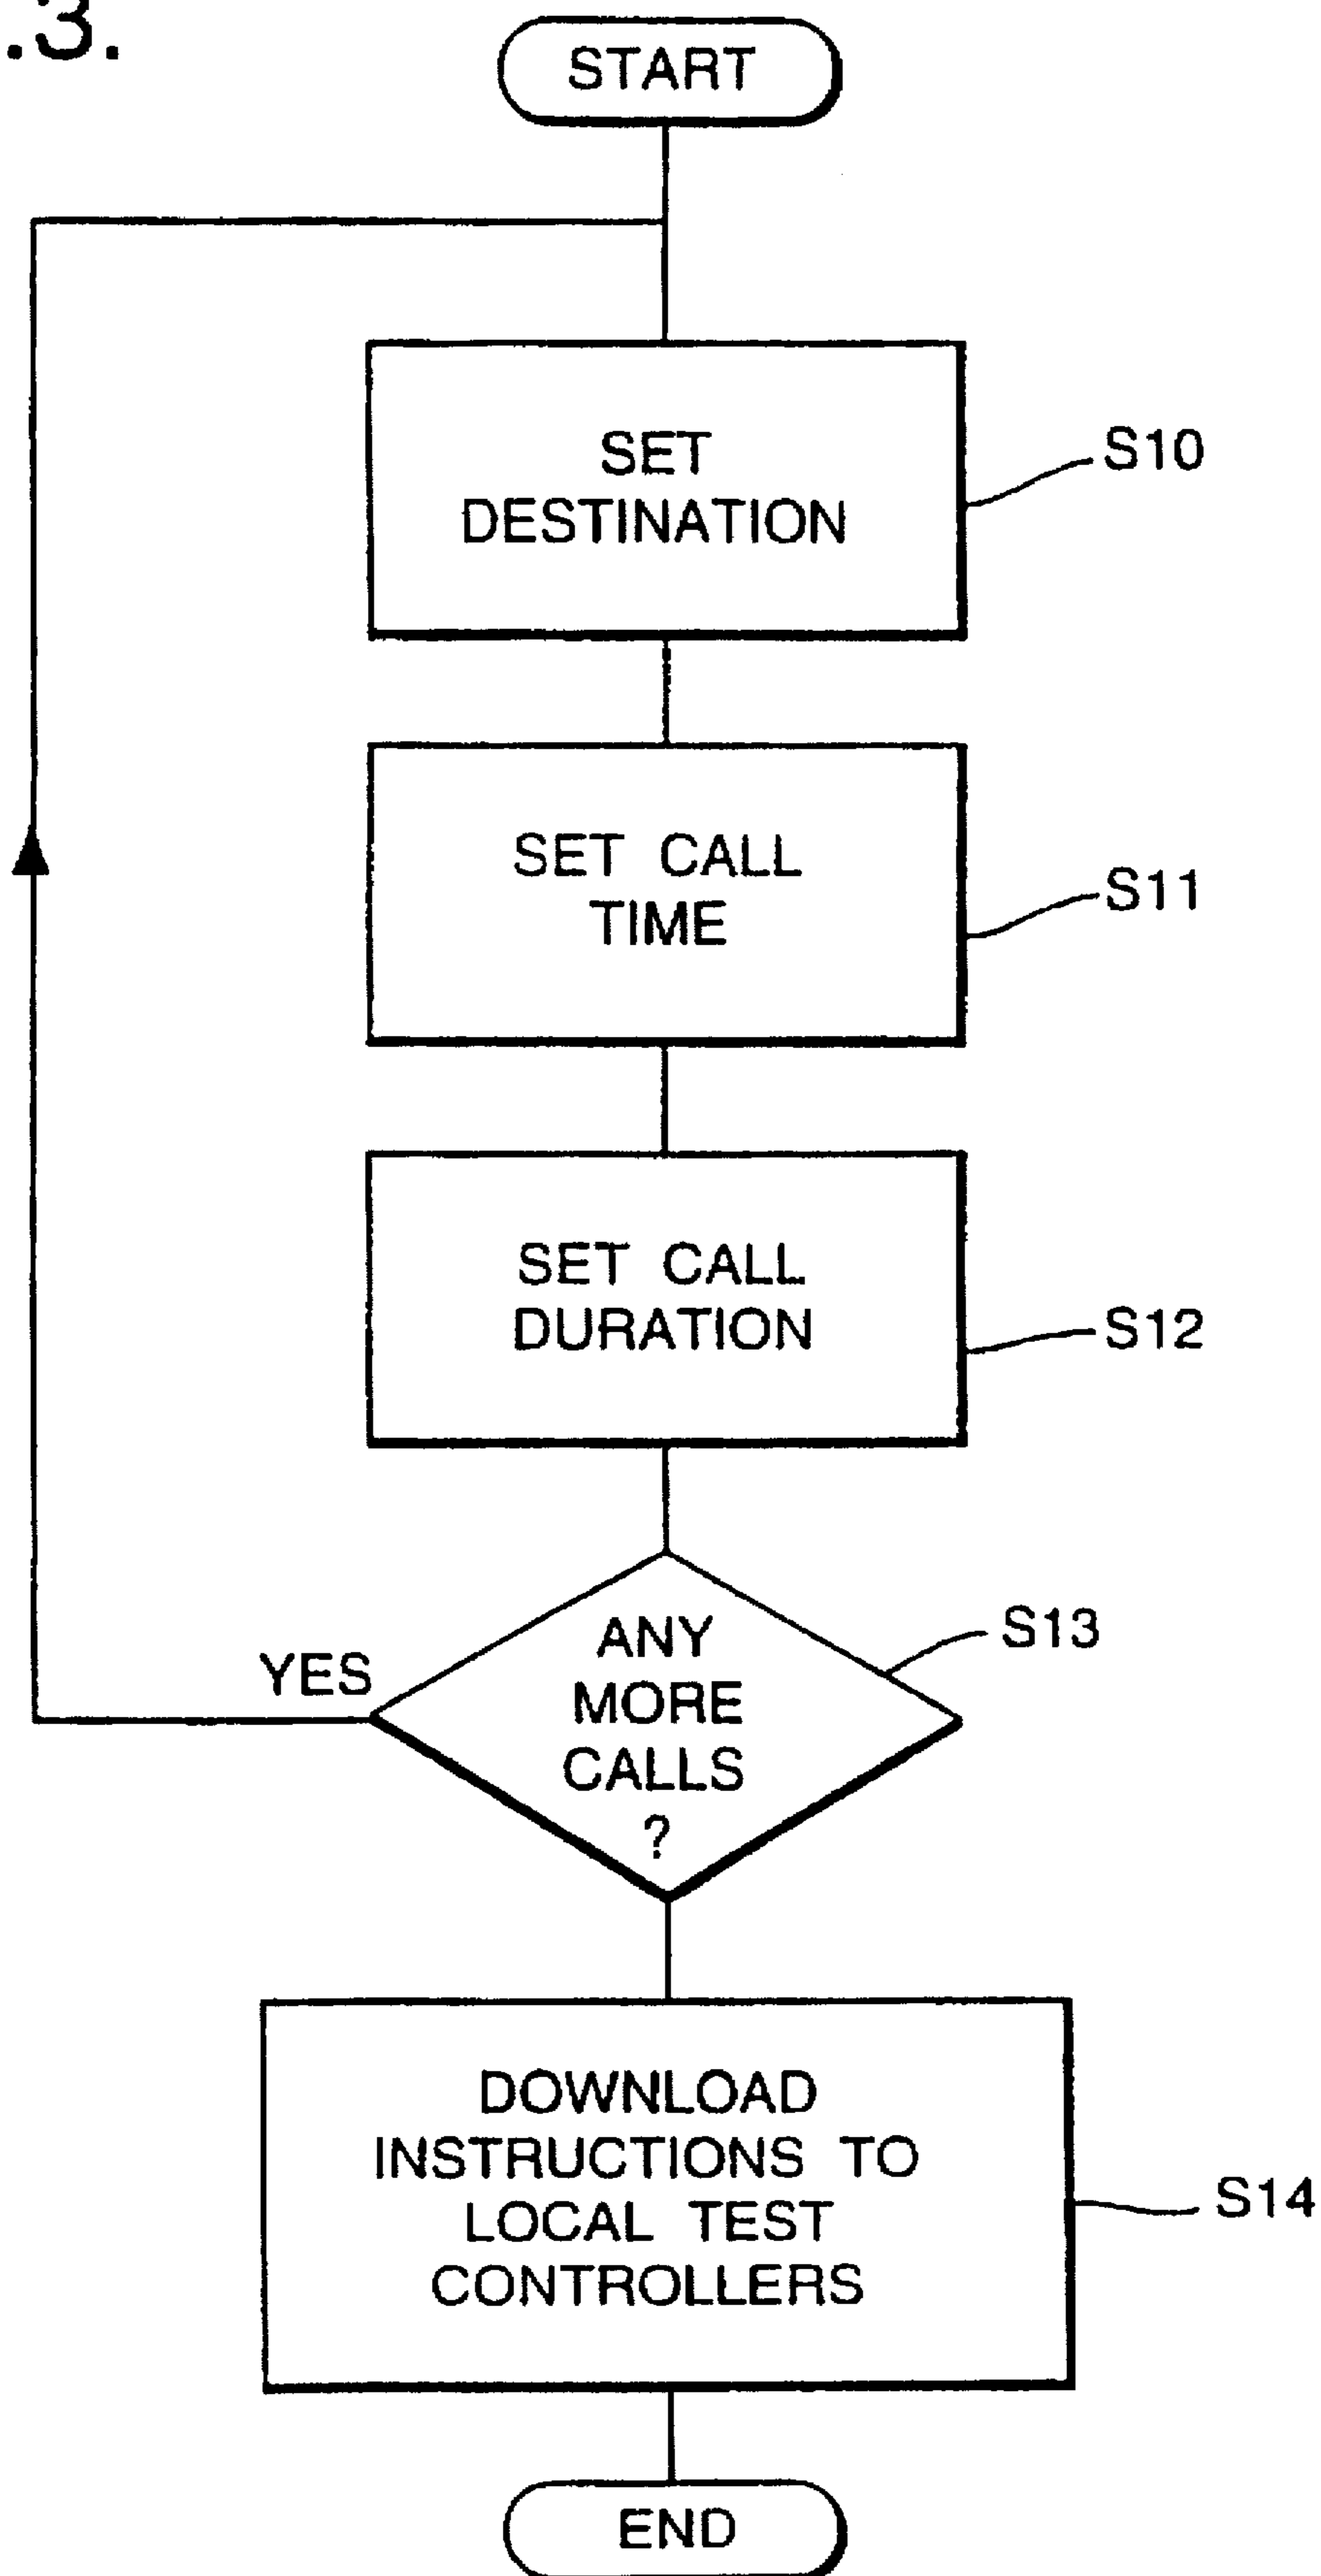 .3.
START
SET
DESTINATION
S10
SET CALL
TIME
S11
SET CALL
DURATION
S12
YES
ANY
MORE
CALLS
?
S13
DOWNLOAD
INSTRUCTIONS TO
LOCAL TEST
CONTROLLERS
S14
END